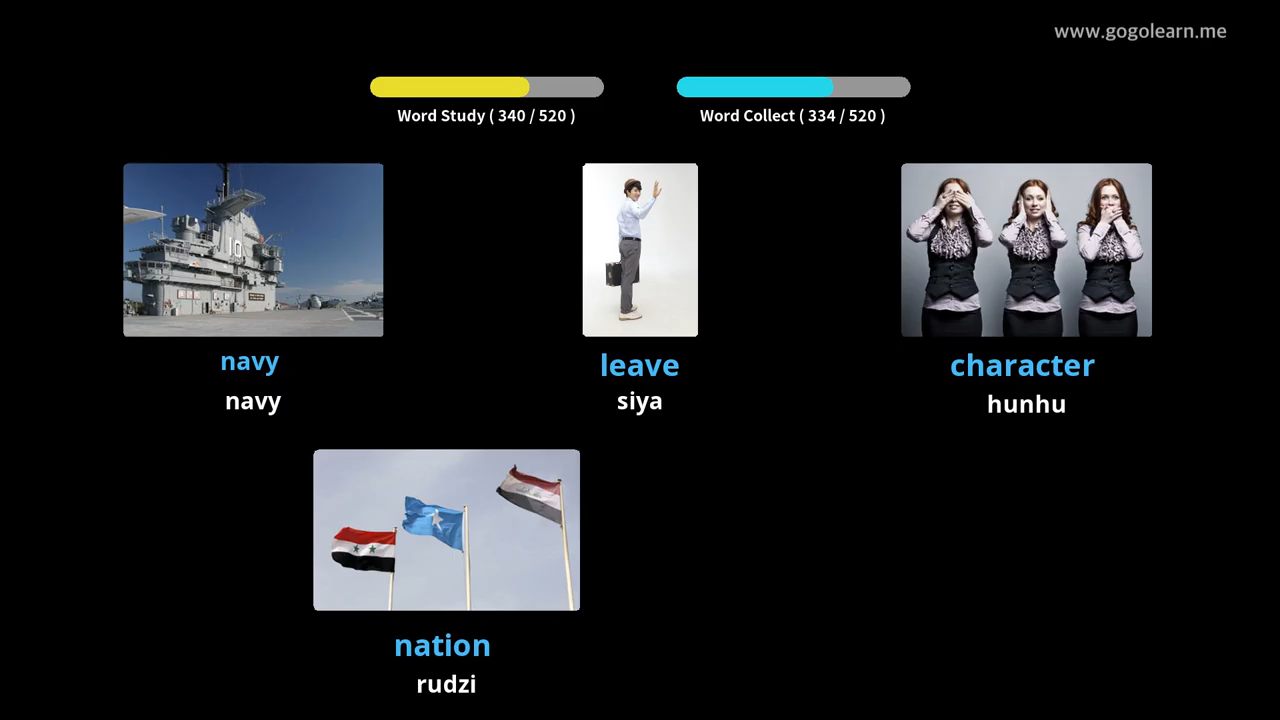 www.gogolearn.me
Word Study ( 340 / 520 )
Word Collect ( 334 / 520 )
10
navy
navy
leave
siya
character
hunhu
nation
rudzi